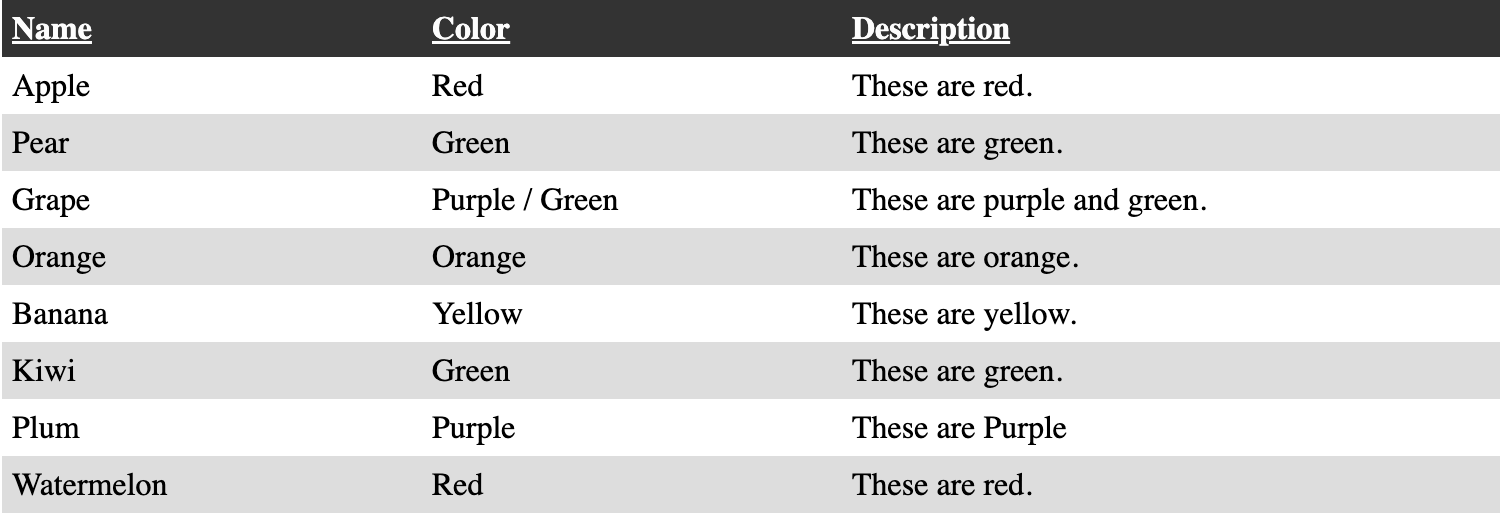 Name Color Description
Apple Red These are red.
Pear Green These are green.
Grape Purple / Green These are purple and green.
Orange Orange These are orange.
Banana Yellow These are yellow.
Kiwi Green These are green.
Plum Purple These are Purple
Watermelon Red These are red.